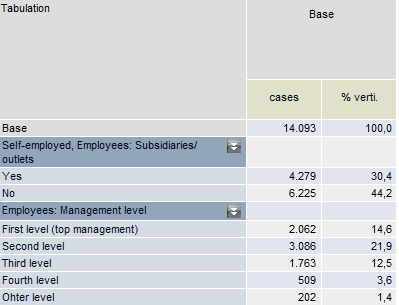 Tabulation
Base
cases % verti.
Base 14.093 100,0
Self-employed, Employees: Subsidiaries/
outlets
Yes 4.279 30,4
No 6.225 44,2
Employees: Management level
First level (top management) 2.062 14,6
Second level 3.086 21,9
Third level 1.763 12,5
Fourth level 509 3,6
Ohter level 202 1,4